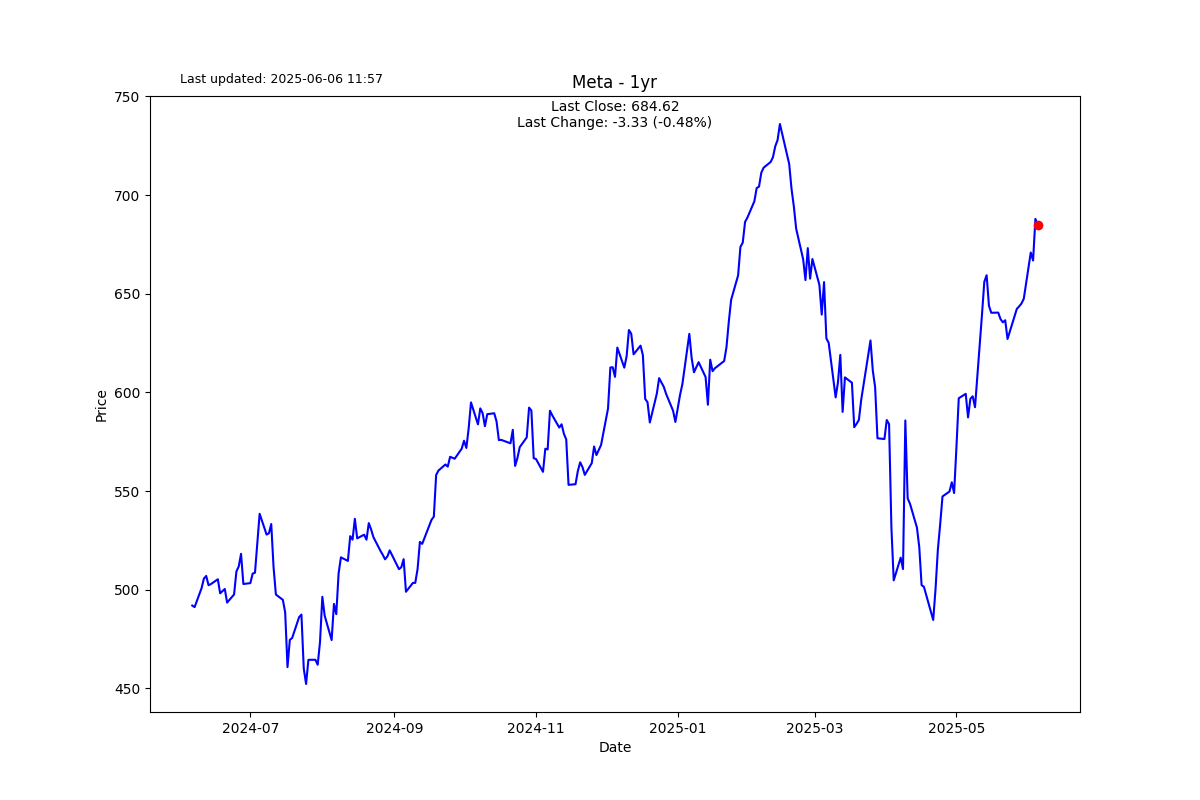 Last updated: 2025-06-06 11:57
Meta - 1yr
Last Close: 684.62
Last Change: -3.33 (-0.48%)
750
700
650
600
550
500
450
Price
2024-07
2024-09
2024-11
2025-01
2025-03
2025-05
Date